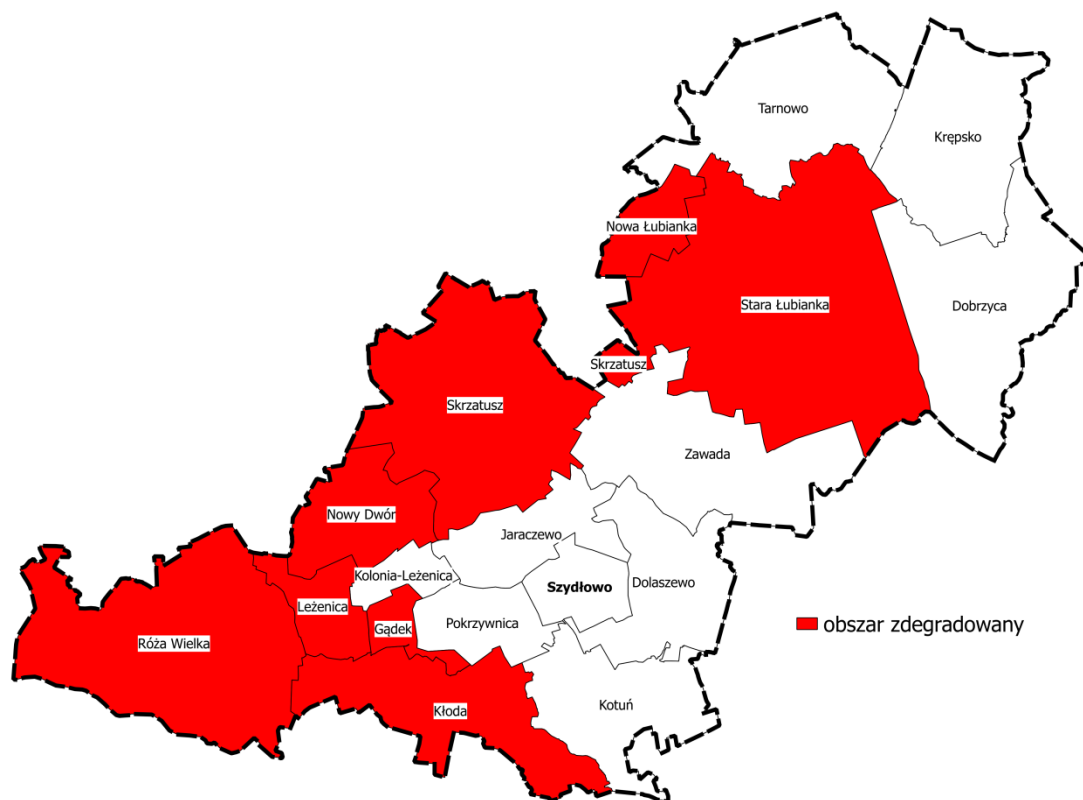 Tarnowo
Krępsko
Nowa Łubianka
Stara Łubianka
Dobrzyca
Skrzatusz
Skrzatusz
Zawada
Nowy Dwór
Jaraczewo
Kolonia-Leżenica
Szydłowo
Dolaszewo
Leżenica
Gądek
Pokrzywnica
obszar zdegradowany
Róża Wielka
Kłoda
Kotuń